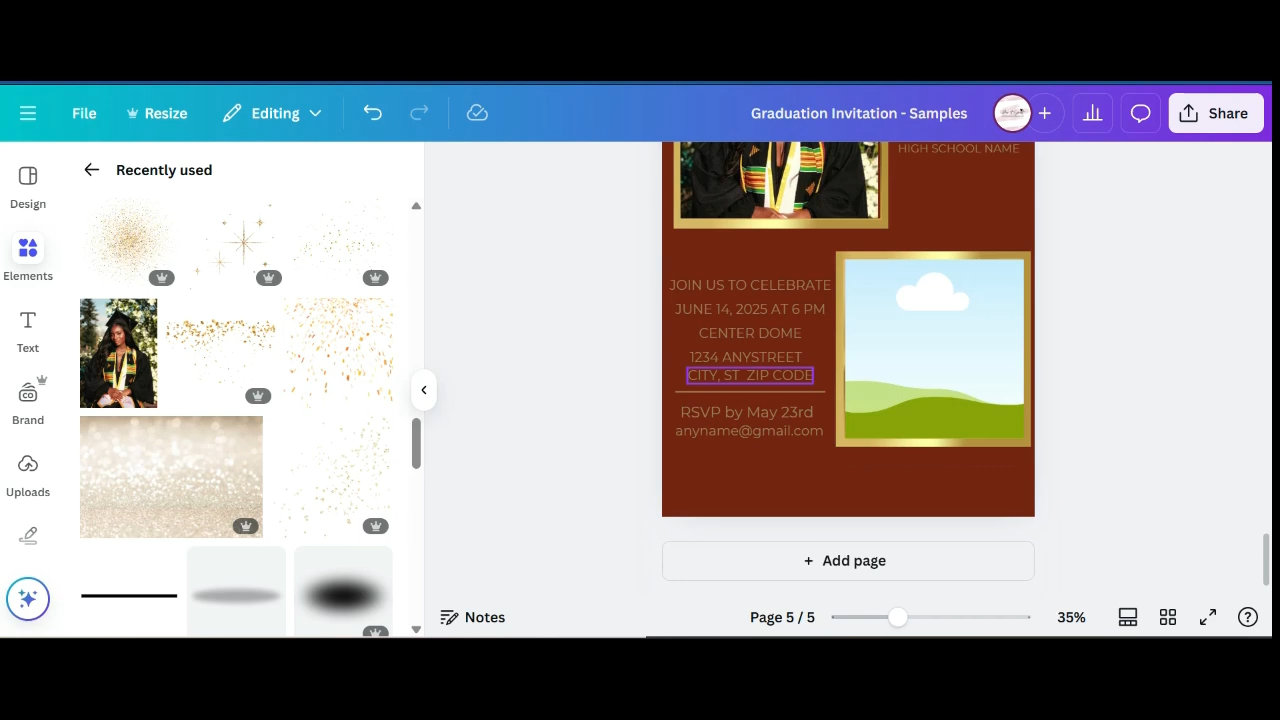 File
Resize
Editing
Graduation Invitation - Samples
Share
Design
Elements
Text
Brand
Uploads
Recently used
HIGH SCHOOL NAME
JOIN US TO CELEBRATE
JUNE 14, 2025 AT 6 PM
CENTER DOME
1234 ANYSTREET
CITY, ST ZIP CODE
RSVP by May 23rd
anyname@gmail.com
+ Add page
Notes
Page 5 / 5
35%